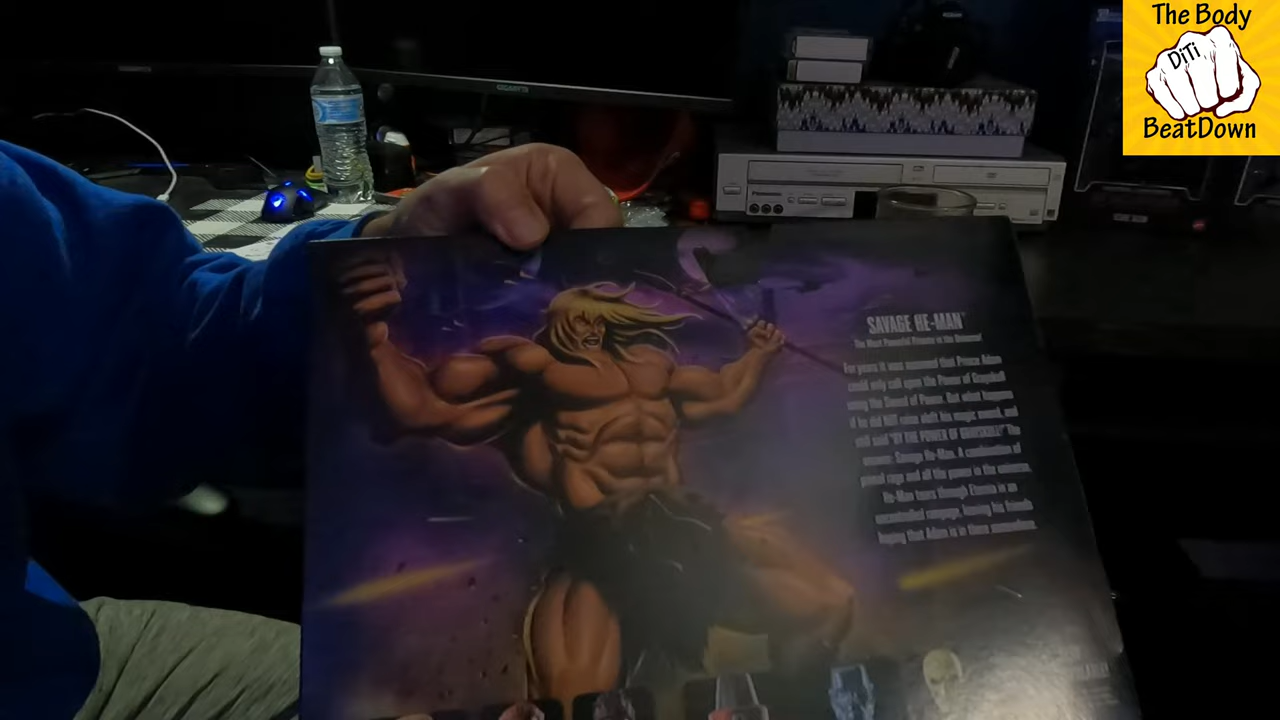 The Body
DiTi
BeatDown
GIGABYTE
Panasonic
SAVAGE HE-MAN
The Most Powerful Primate in the Universe!
For years it was assumed that Prince Adam
could only call upon the Power of Grayskull
using the Sword of Power. But what happens
if he did NOT raise aloft his magic sword, and
still said "BY THE POWER OF GRAYSKULL!" The
answer: Savage He-Man. A combination of
primal rage and all the power in the universe,
He-Man tears though Eternia in an
uncontrolled rampage, leaving his friends
hoping that Adam is in there somewhere.